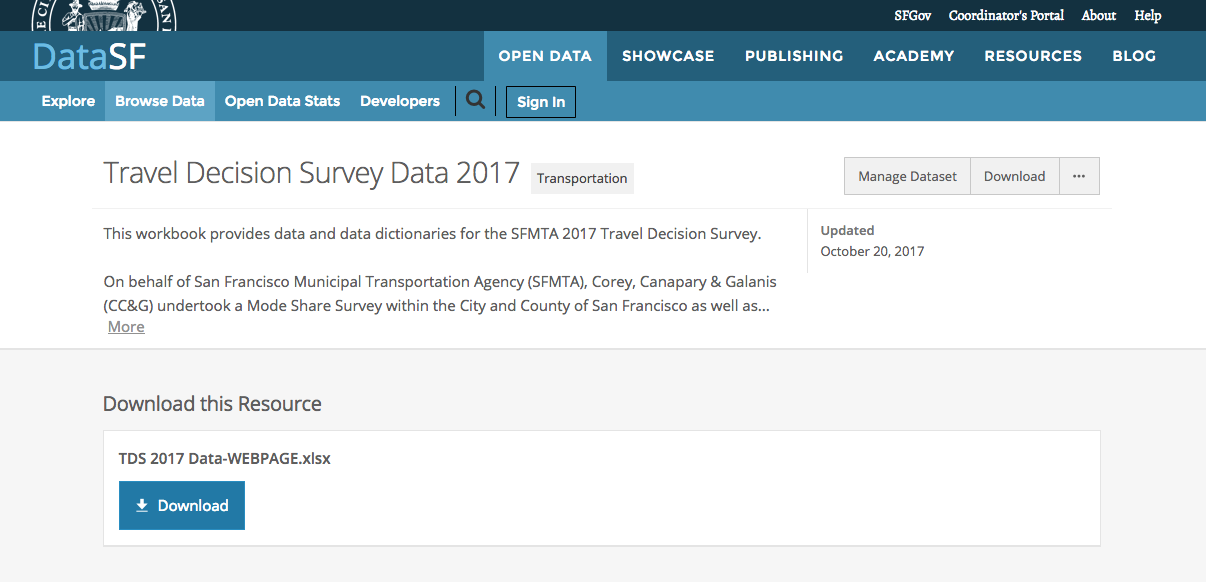 SFGov Coordinator's Portal About Help
DataSF
OPEN DATA SHOWCASE PUBLISHING ACADEMY RESOURCES BLOG
Explore Browse Data Open Data Stats Developers Sign In
Travel Decision Survey Data 2017 Transportation
Manage Dataset Download ...
This workbook provides data and data dictionaries for the SFMTA 2017 Travel Decision Survey.
Updated
October 20, 2017
On behalf of San Francisco Municipal Transportation Agency (SFMTA), Corey, Canapary & Galanis
(CC&G) undertook a Mode Share Survey within the City and County of San Francisco as well as...
More
Download this Resource
TDS 2017 Data-WEBPAGE.xlsx
Download